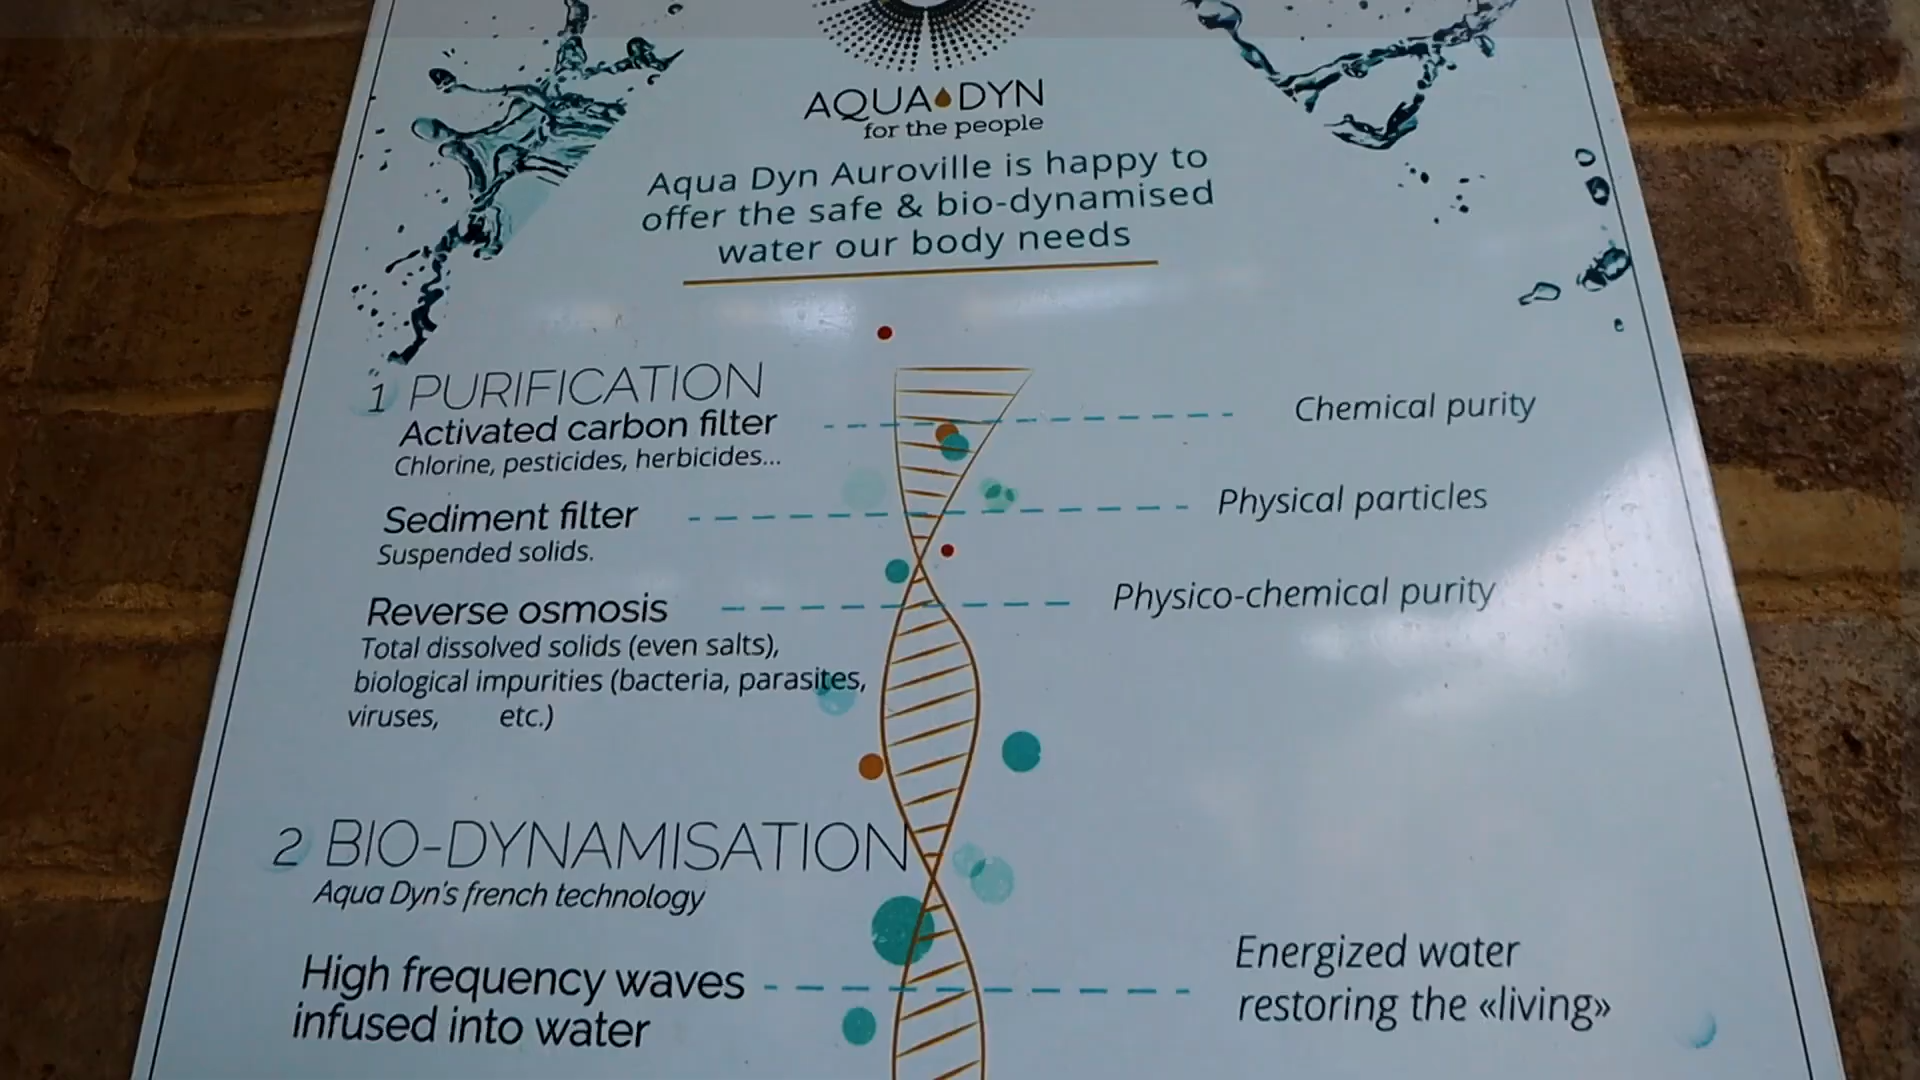 AQUA DYN
for the people
Aqua Dyn Auroville is happy to
offer the safe & bio-dynamised
water our body needs
1 PURIFICATION
Activated carbon filter
Chlorine, pesticides, herbicides...
Chemical purity
Sediment filter
Suspended solids.
Physical particles
Reverse osmosis
Total dissolved solids (even salts),
biological impurities (bacteria, parasites,
viruses, etc.)
Physico-chemical purity
2 BIO-DYNAMISATION
Aqua Dyn's french technology
High frequency waves
infused into water
Energized water
restoring the «living»